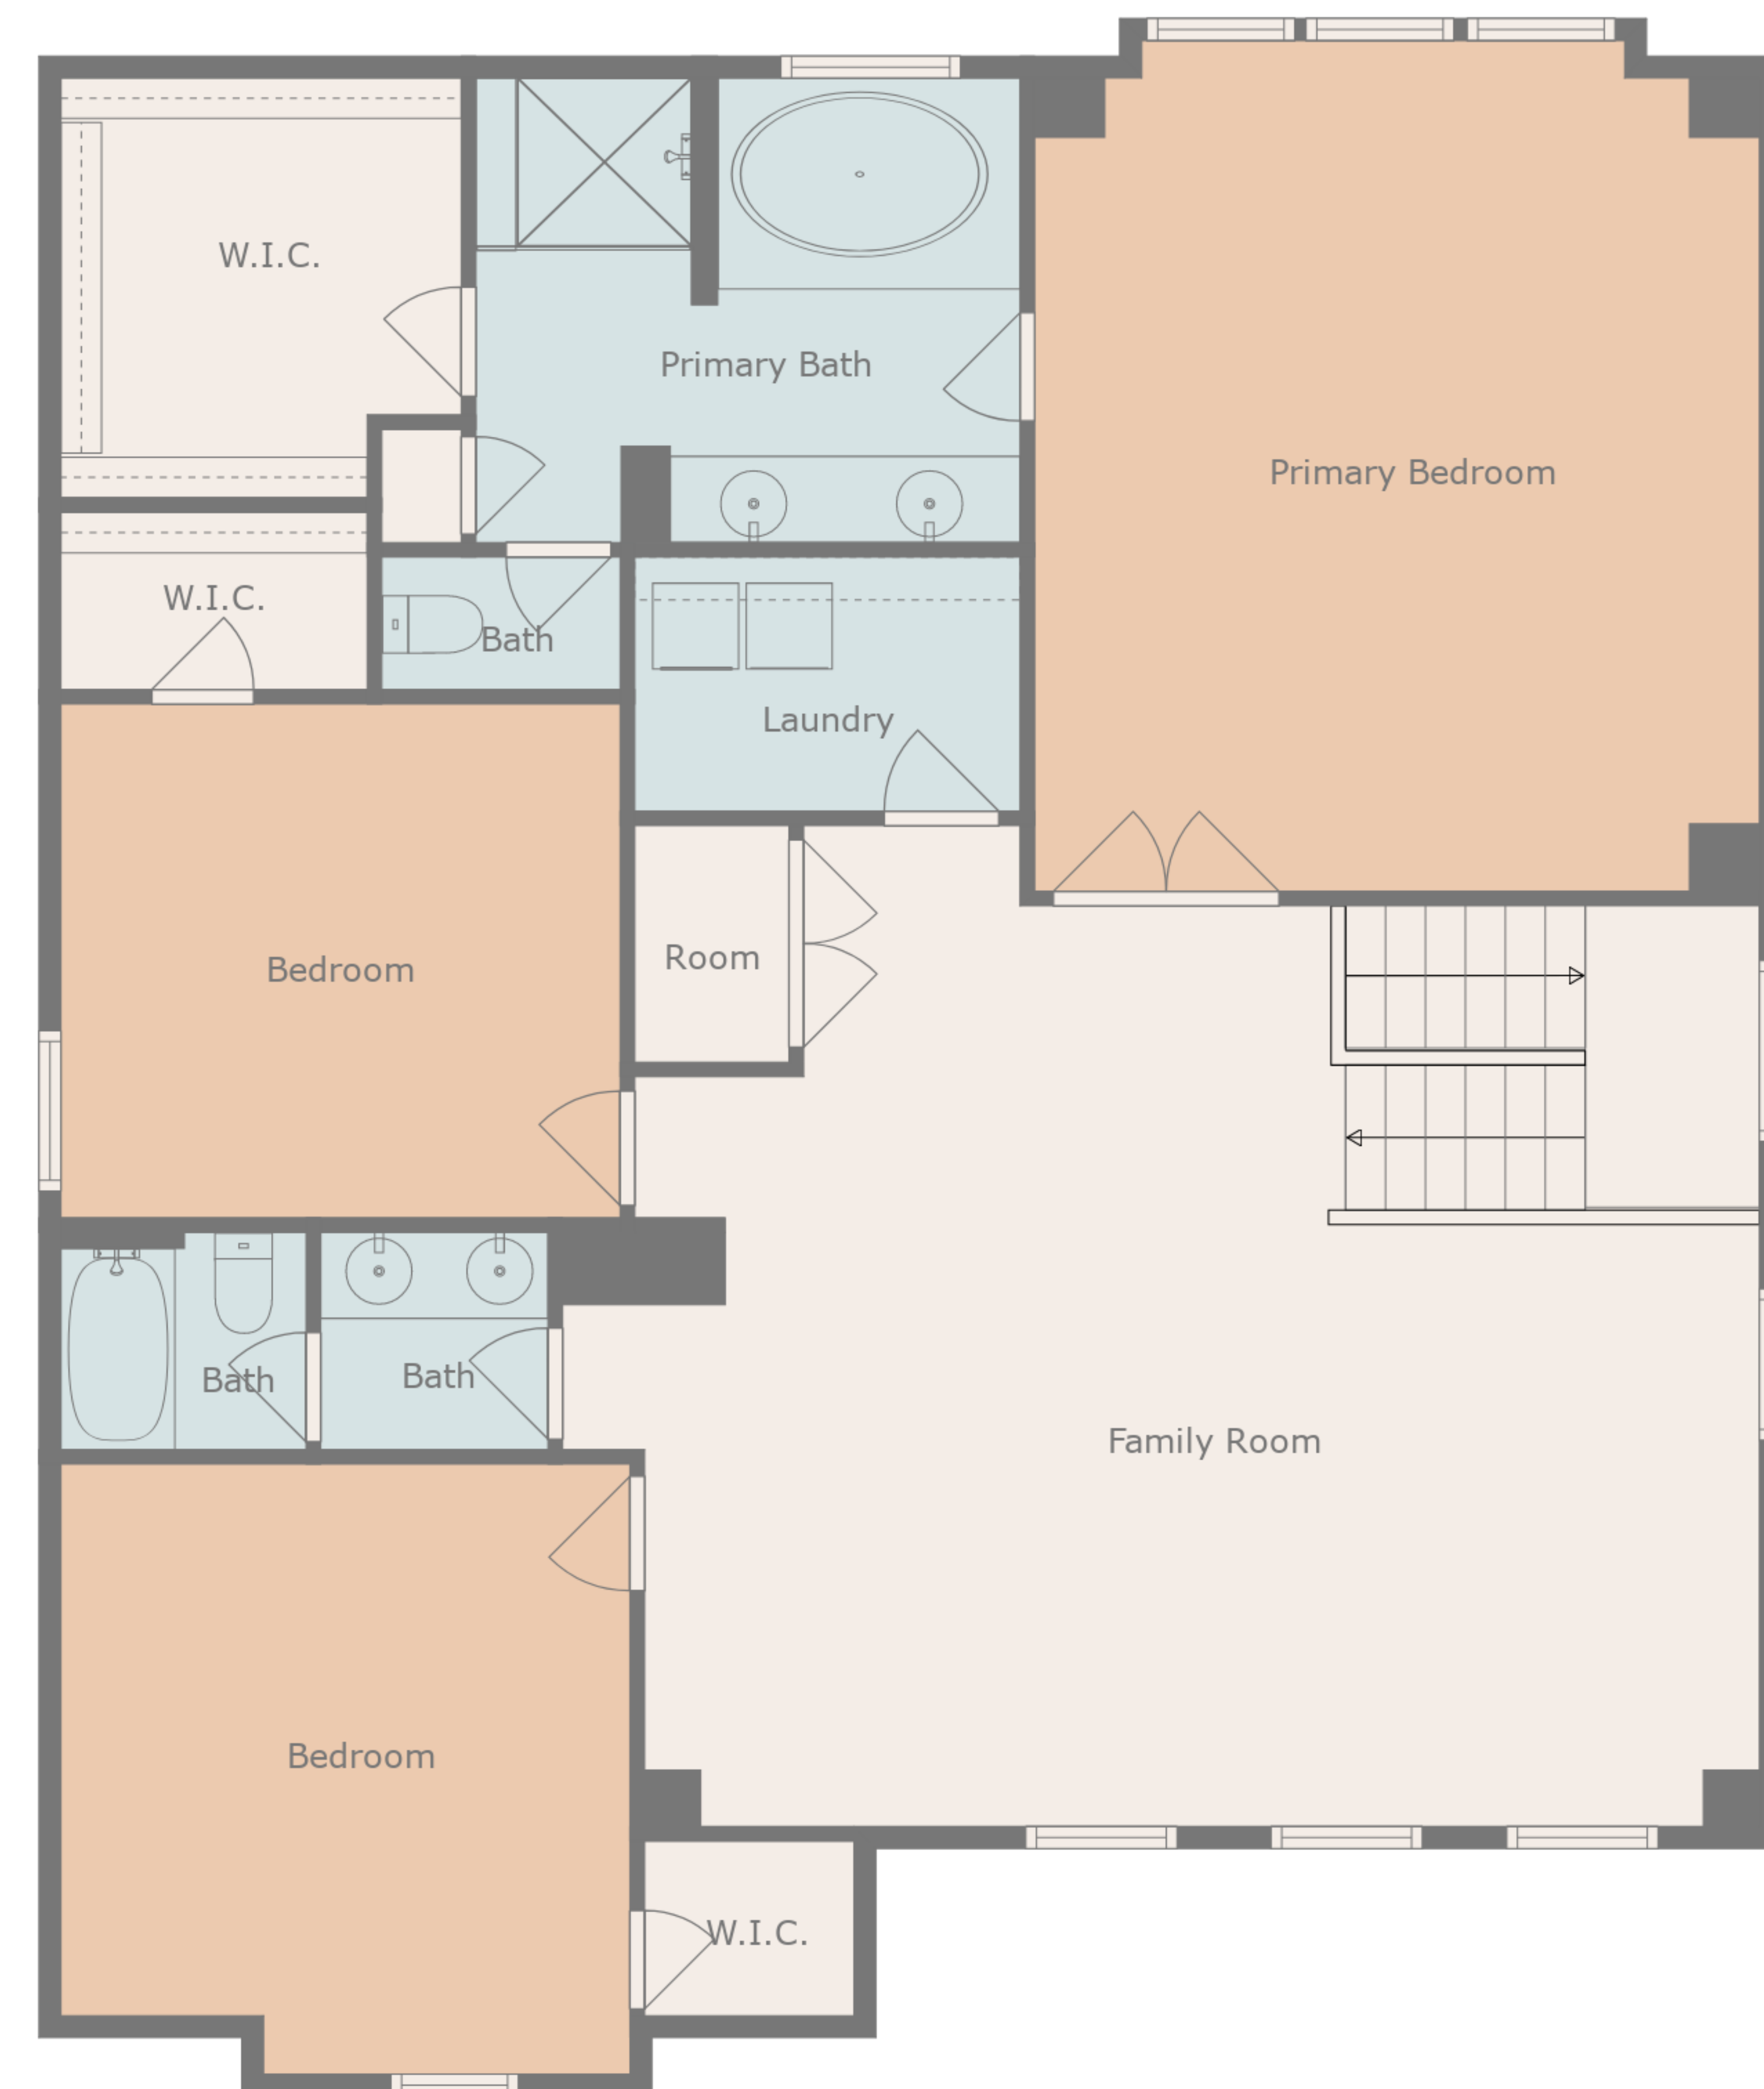 W.I.C.
Primary Bath
Primary Bedroom
W.I.C.
Bath
Laundry
Bedroom
Room
Bath
Bath
Family Room
Bedroom
W.I.C.